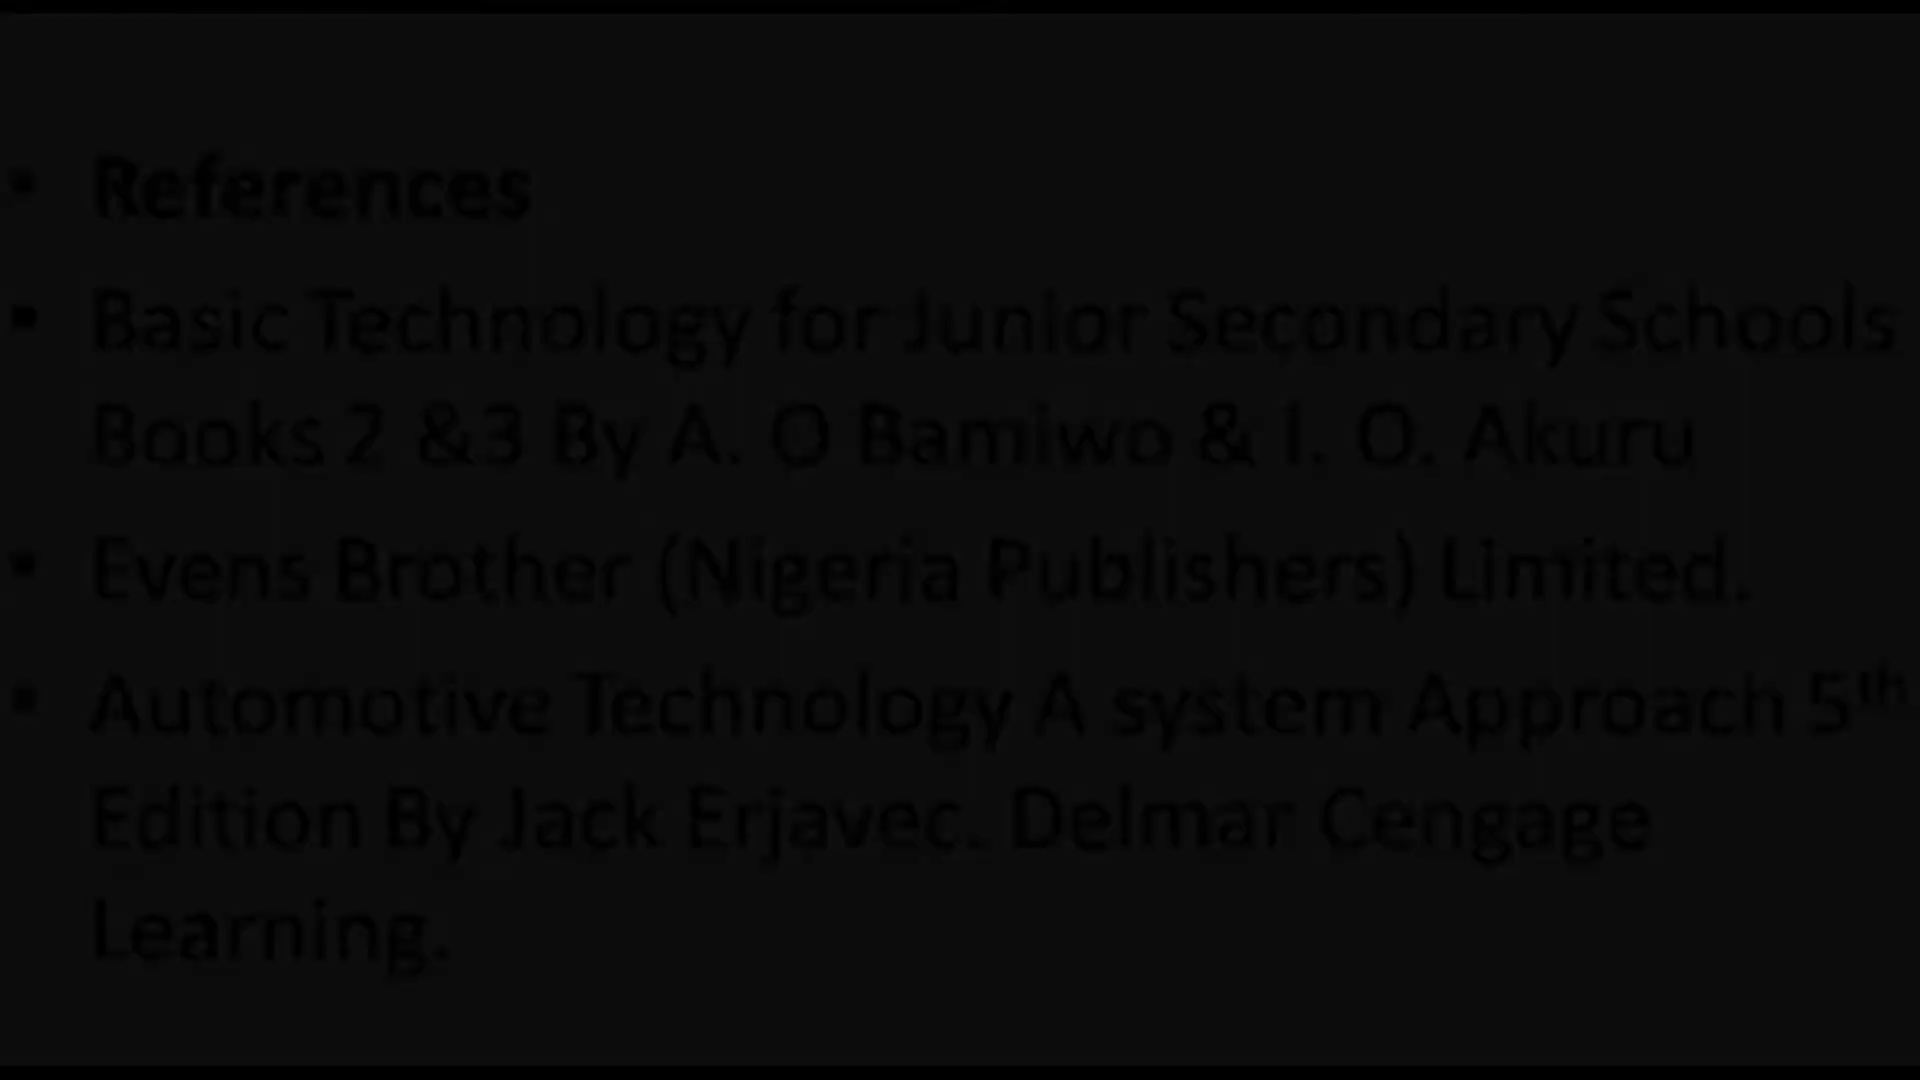 • References
• Basic Technology for Junior Secondary Schools
Books 2 &3 By A. O Bamiwo & I. O. Akuru
• Evens Brother (Nigeria Publishers) Limited.
• Automotive Technology A system Approach 5th
Edition By Jack Erjavec. Delmar Cengage
Learning.